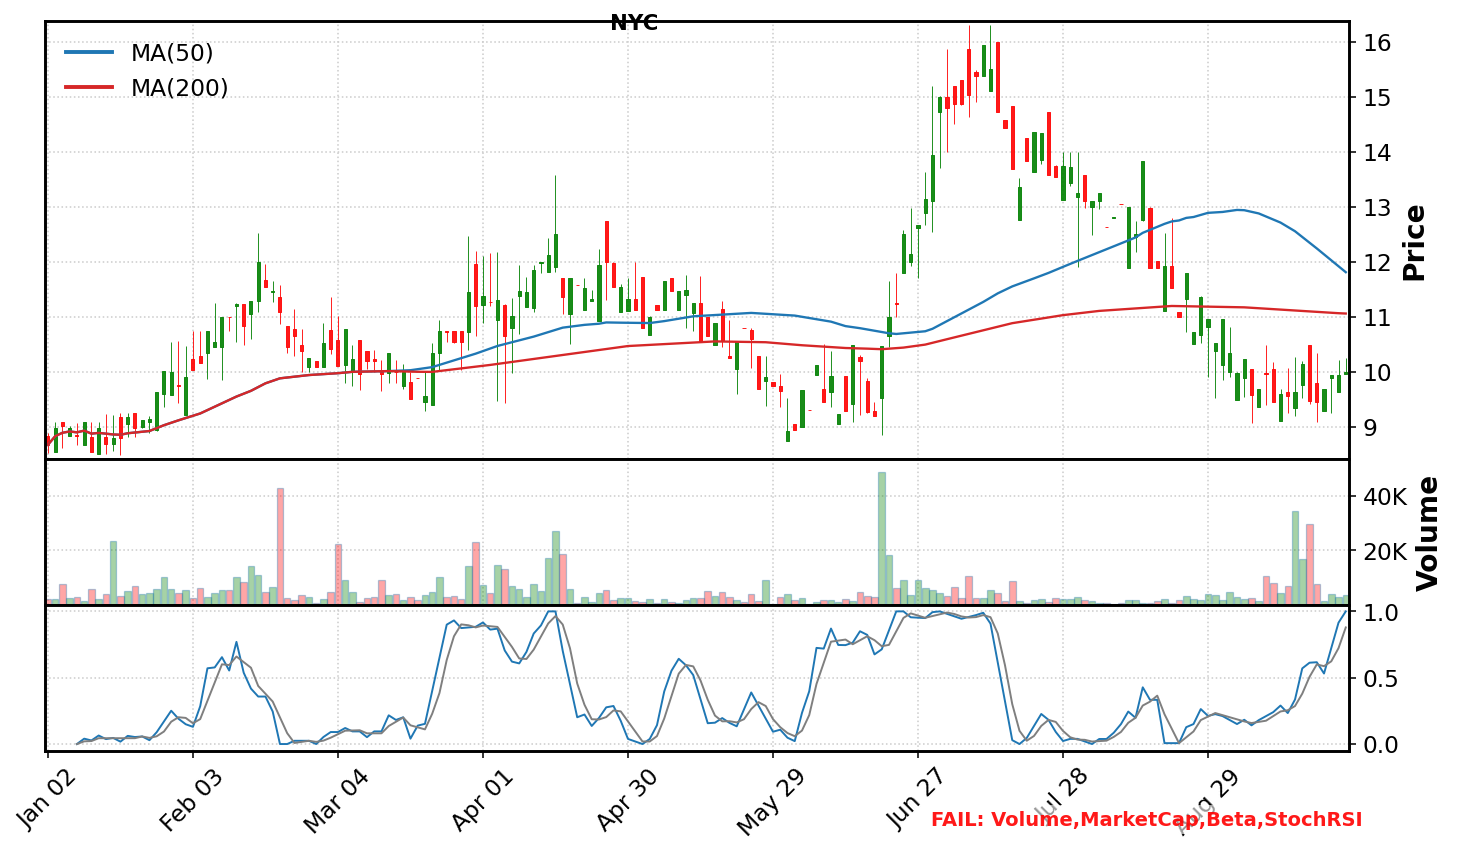 NYC
MA(50)
MA(200)
16
15
14
13
12
11
10
9
Price
40K
20K
Volume
1.0
0.5
0.0
Jan 02
Feb 03
Mar 04
Apr 01
Apr 30
May 29
Jun 27
Jul 28
Aug 29
FAIL: Volume,MarketCap,Beta,StochRSI